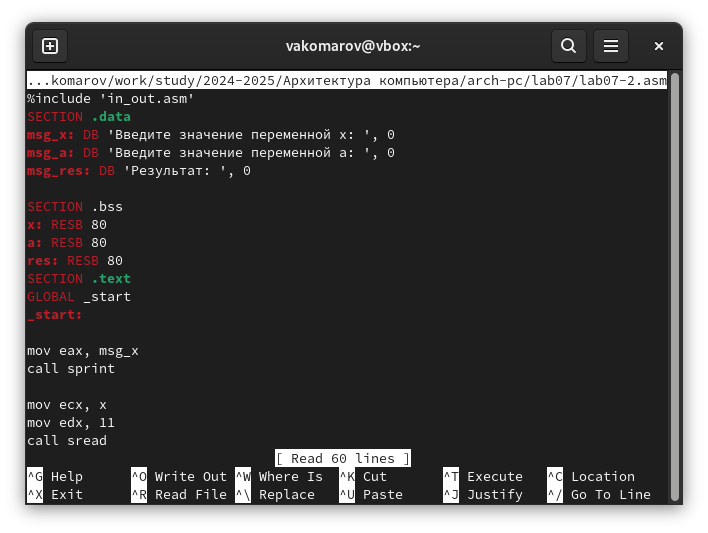 vakomarov@vbox:~
...komarov/work/study/2024-2025/Архитектура компьютера/arch-pc/lab07/lab07-2.asm
%include 'in_out.asm'
SECTION .data
msg_x: DB 'Введите значение переменной x: ', 0
msg_a: DB 'Введите значение переменной a: ', 0
msg_res: DB 'Результат: ', 0
SECTION .bss
x: RESB 80
a: RESB 80
res: RESB 80
SECTION .text
GLOBAL _start
_start:
mov eax, msg_x
call sprint
mov ecx, x
mov edx, 11
call sread
[ Read 60 lines ]
^G Help ^O Write Out ^W Where Is ^K Cut ^T Execute ^C Location
^X Exit ^R Read File ^\ Replace ^U Paste ^J Justify ^/ Go To Line